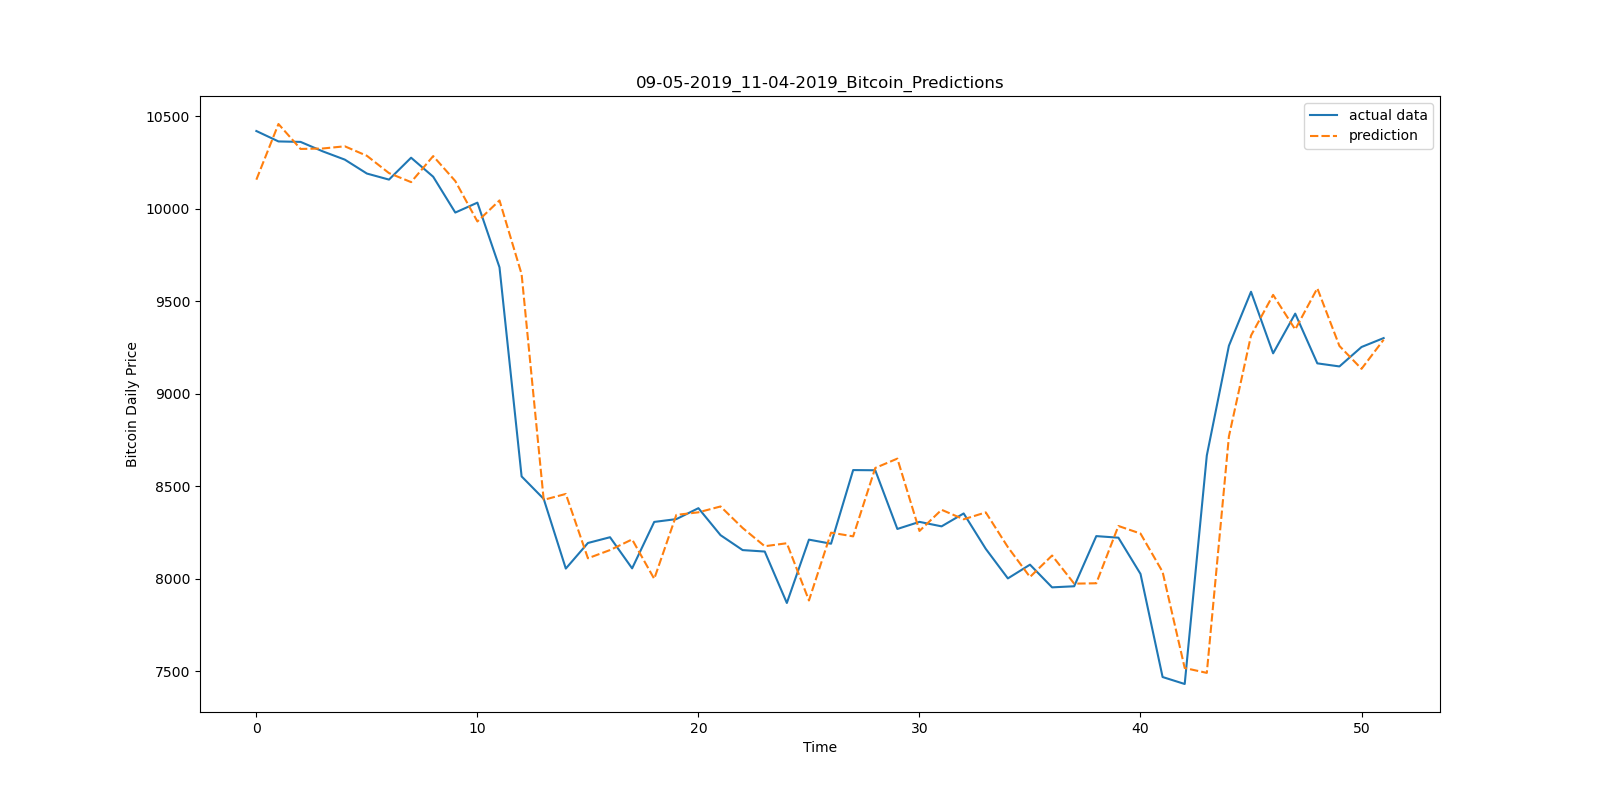 09-05-2019_11-04-2019_Bitcoin_Predictions
actual data
prediction
10500
10000
9500
9000
8500
8000
7500
Bitcoin Daily Price
0 10 20 30 40 50
Time